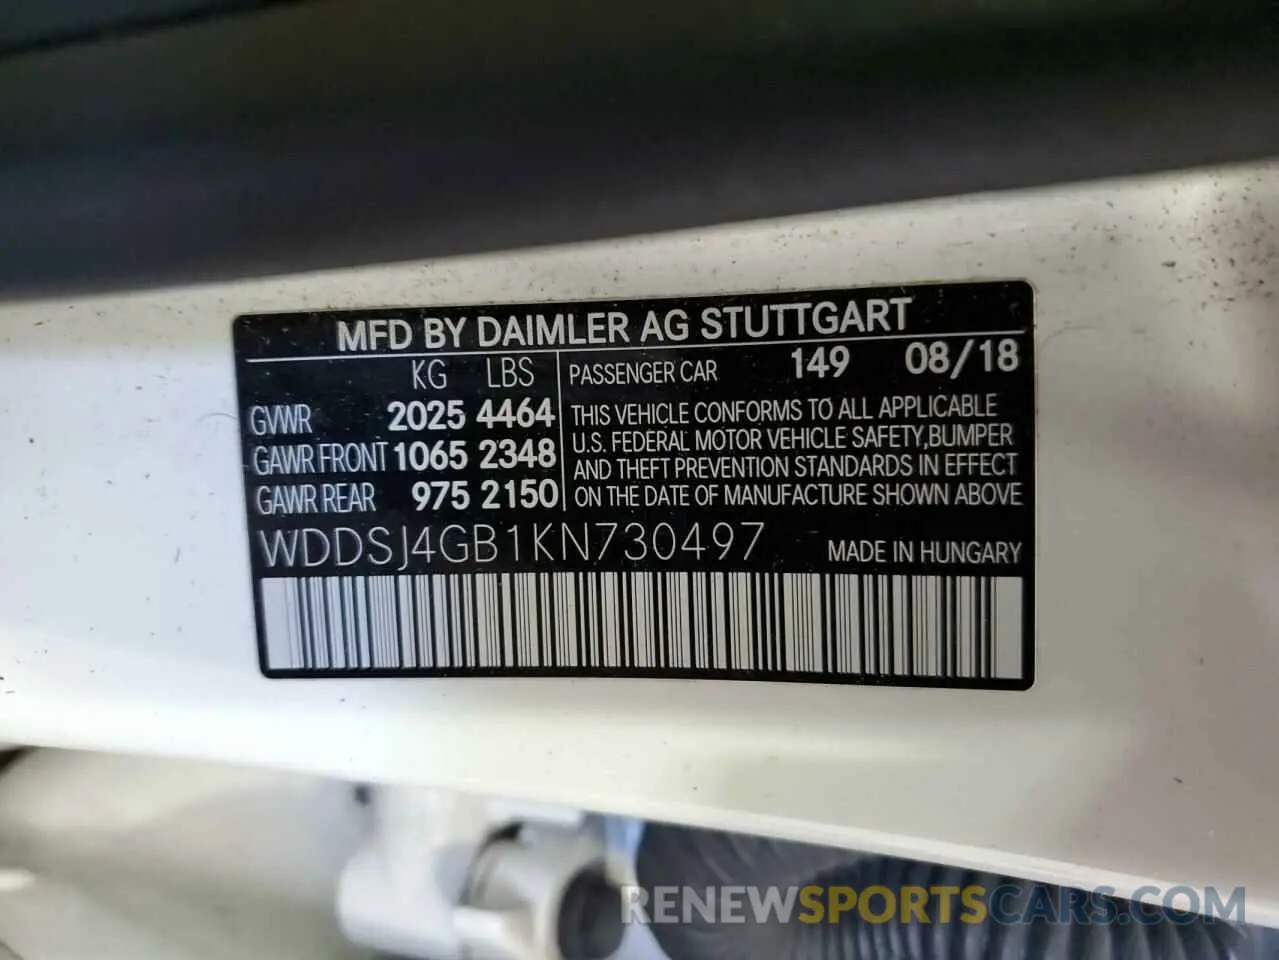 MFD BY DAIMLER AG STUTTGART
KG LBS
GVWR 2025 4464
GAWR FRONT 1065 2348
GAWR REAR 975 2150
PASSENGER CAR 149 08/18
THIS VEHICLE CONFORMS TO ALL APPLICABLE
U.S. FEDERAL MOTOR VEHICLE SAFETY,BUMPER
AND THEFT PREVENTION STANDARDS IN EFFECT
ON THE DATE OF MANUFACTURE SHOWN ABOVE
WDDSJ4GB1KN730497 MADE IN HUNGARY
RENEWSPORTSCARS.COM